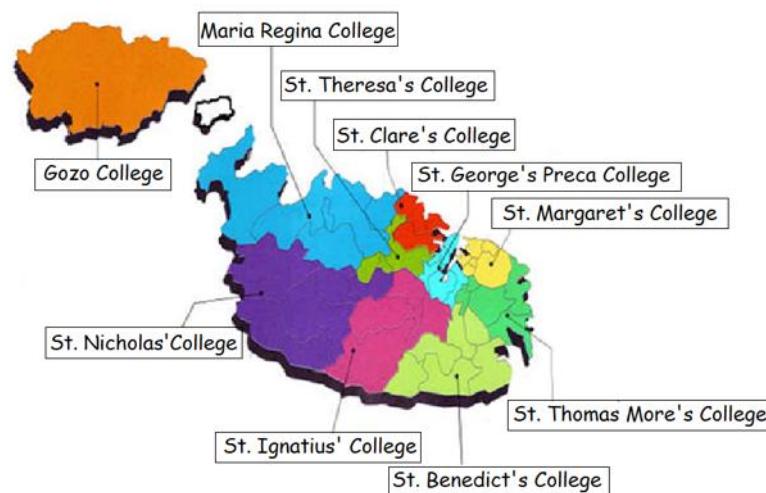 Maria Regina College
St. Theresa's College
St. Clare's College
Gozo College
St. George's Preca College
St. Margaret's College
St. Nicholas'College
St. Thomas More's College
St. Ignatius' College
St. Benedict's College